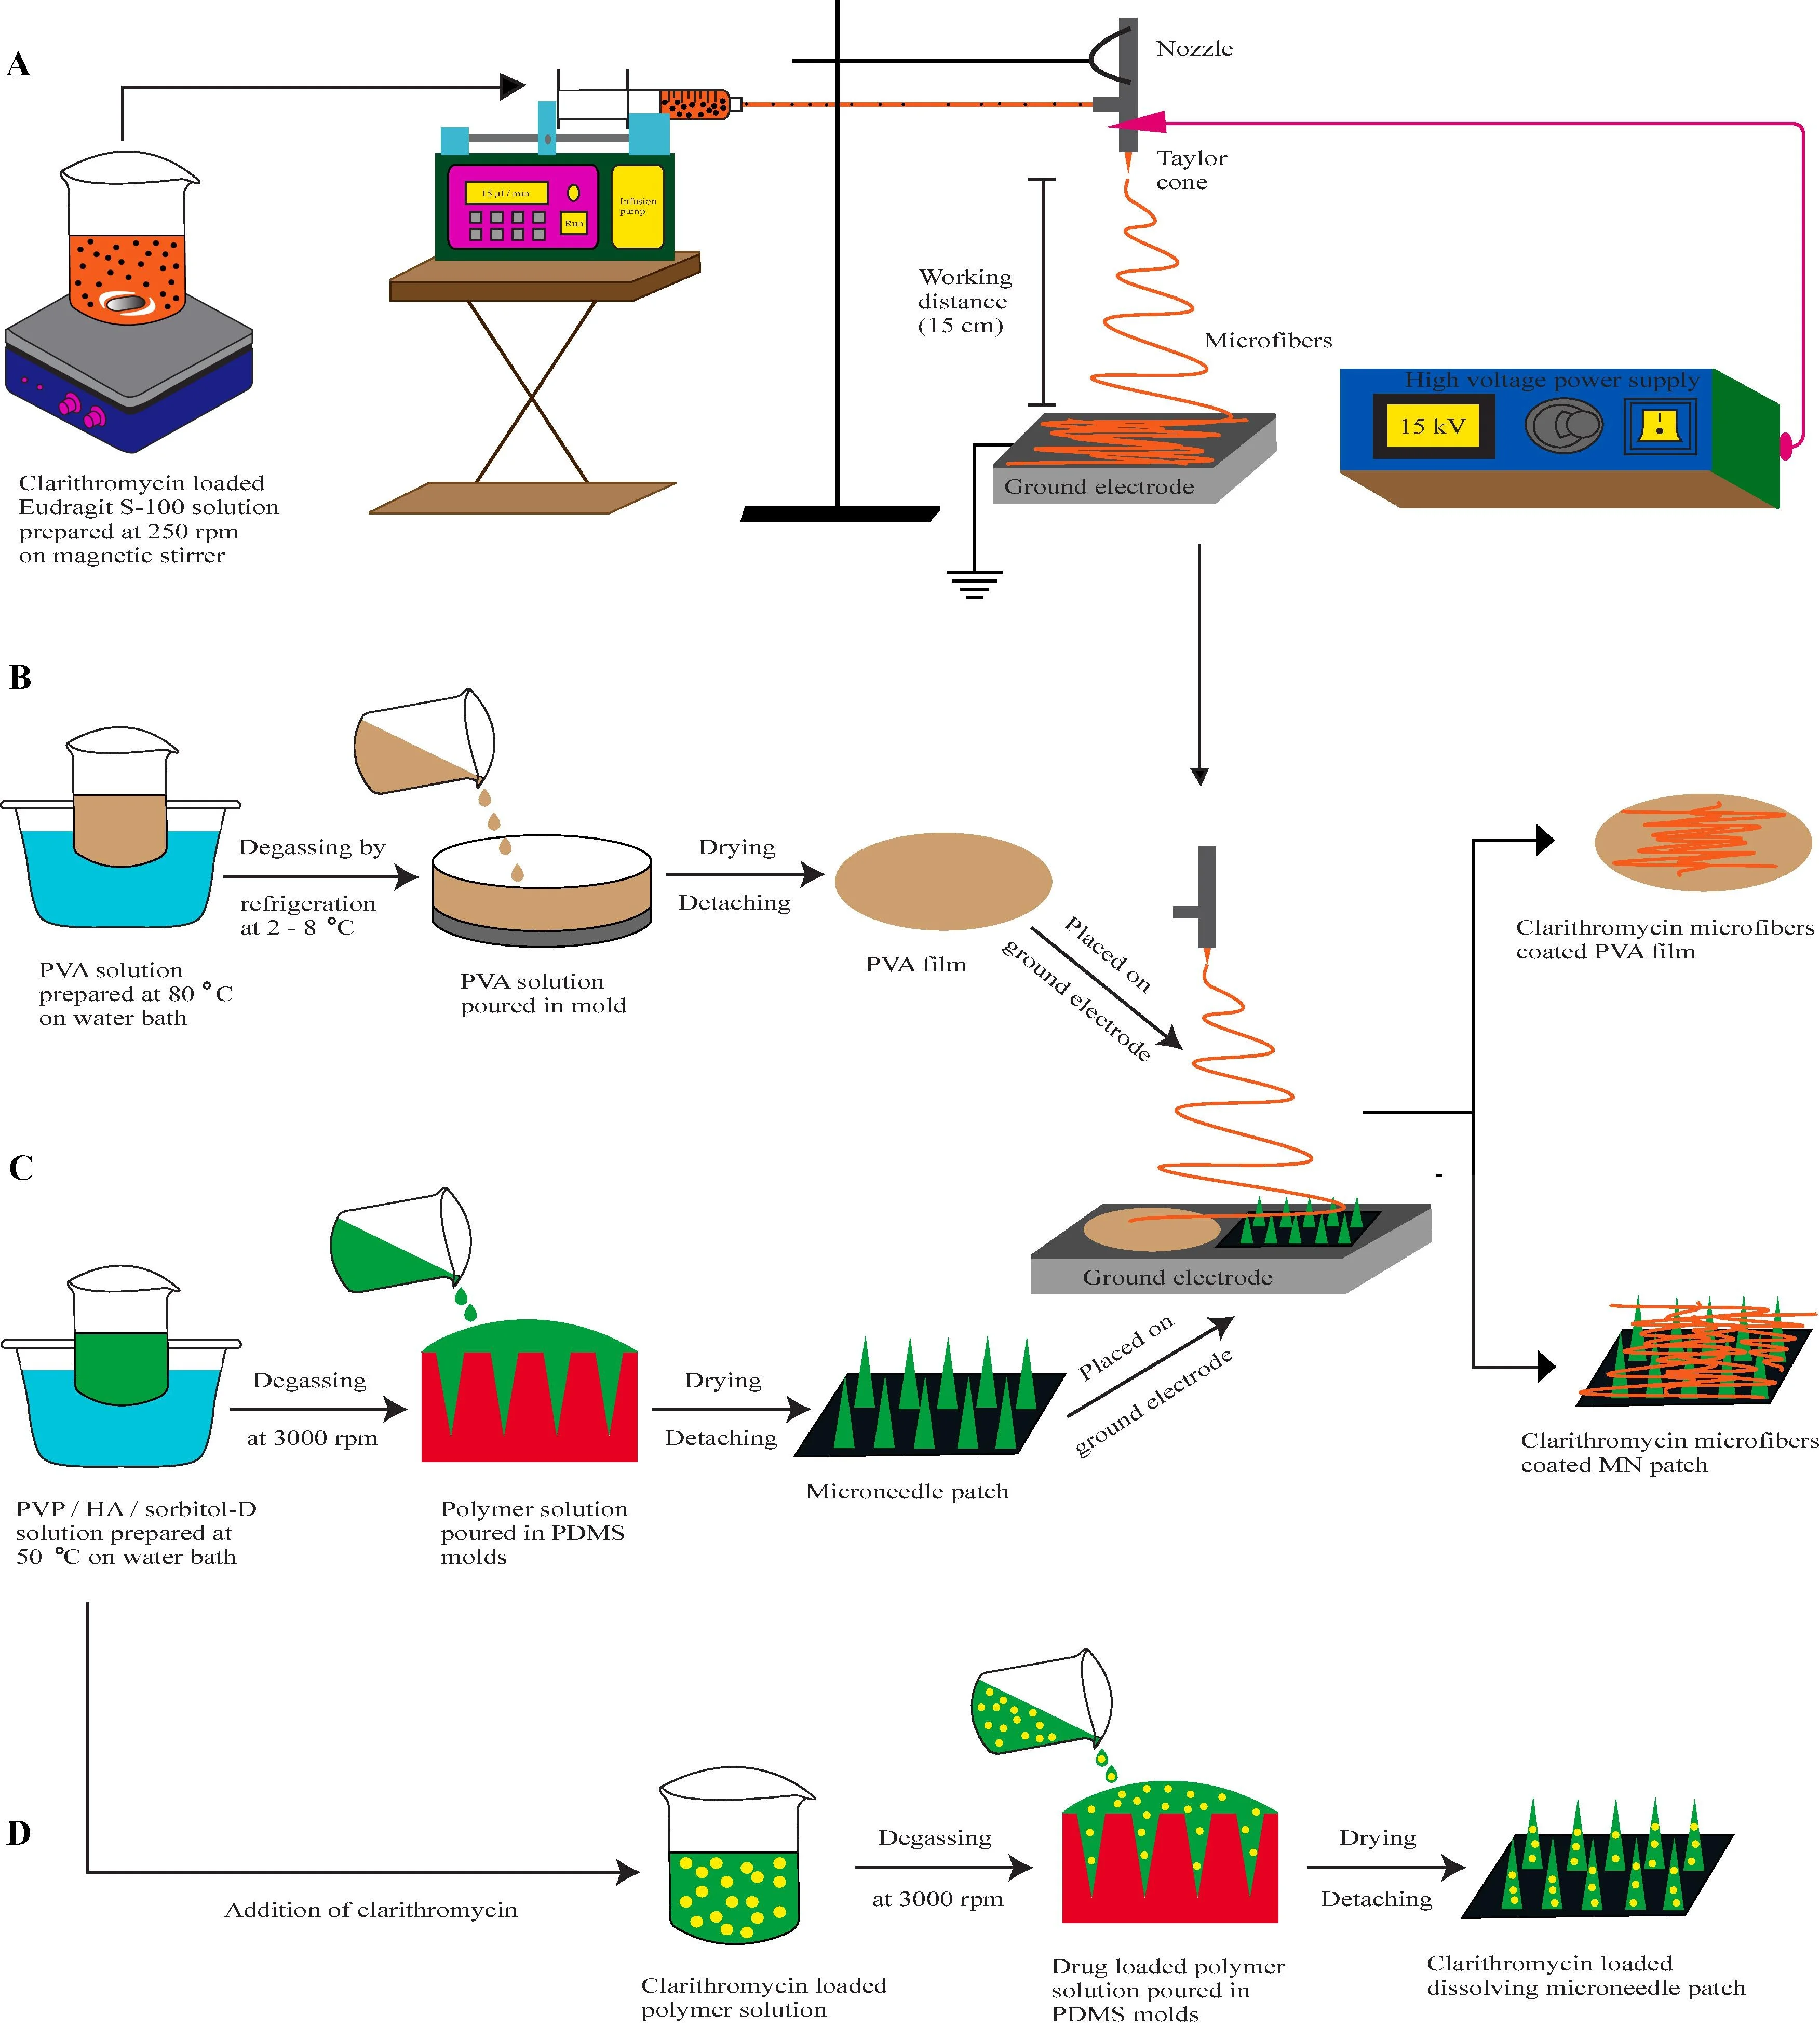 A
Nozzle
Taylor
cone
15 µl / min
Infusion
pump
Run
Working
distance
(15 cm)
Microfibers
High voltage power supply
15 kV
Ground electrode
Clarithromycin loaded
Eudragit S-100 solution
prepared at 250 rpm
on magnetic stirrer
B
Degassing by
refrigeration
at 2 - 8 °C
Drying
Detaching
PVA solution
prepared at 80 °C
on water bath
PVA solution
poured in mold
PVA film
Placed on
ground electrode
Clarithromycin microfibers
coated PVA film
C
Degassing
at 3000 rpm
Drying
Detaching
Placed on
ground electrode
Ground electrode
PVP / HA / sorbitol-D
solution prepared at
50 °C on water bath
Polymer solution
poured in PDMS
molds
Microneedle patch
Clarithromycin microfibers
coated MN patch
D
Addition of clarithromycin
Degassing
at 3000 rpm
Drying
Detaching
Clarithromycin loaded
polymer solution
Drug loaded polymer
solution poured in
PDMS molds
Clarithromycin loaded
dissolving microneedle patch